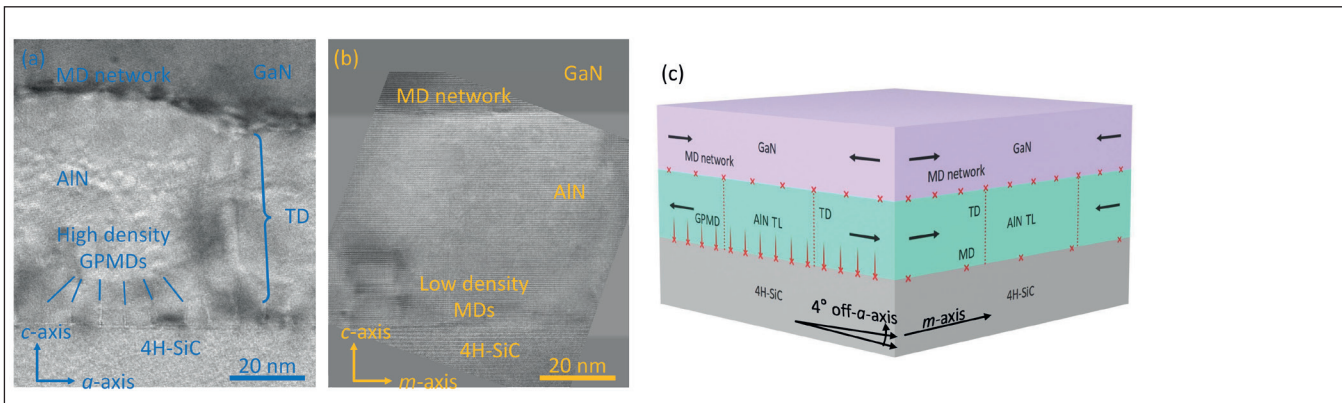 (a)
MD network
GaN
AlN
TD
High density
GPMDs
c-axis
4H-SiC
a-axis
20 nm
(b)
GaN
MD network
AlN
Low density
MDs
c-axis
4H-SiC
m-axis
20 nm
(c)
GaN
GaN
MD network
MD network
GPMD
AlN TL
TD
TD
AlN TL
MD
4H-SiC
4H-SiC
4° off-a-axis
m-axis